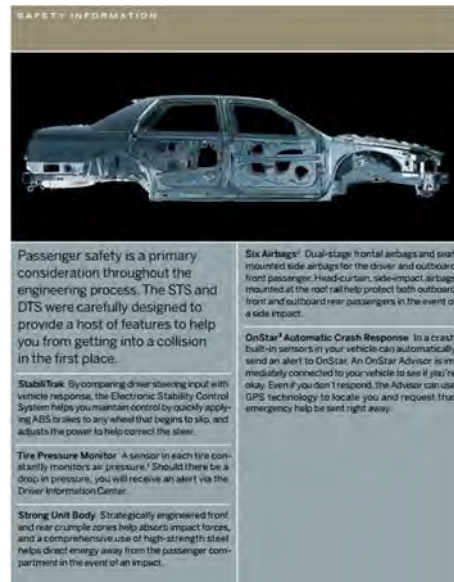 SAFETY INFORMATION
Passenger safety is a primary
consideration throughout the
engineering process. The STS and
DTS were carefully designed to
provide a host of features to help
you from getting into a collision
in the first place.
StabiliTrak By comparing driver steering input with
vehicle response, the Electronic Stability Control
System helps you maintain control by quickly apply-
ing ABS brakes to any wheel that begins to slip, and
adjusts the power to help correct the steer.
Tire Pressure Monitor A sensor in each tire con-
stantly monitors air pressure.¹ Should there be a
drop in pressure, you will receive an alert via the
Driver Information Center.
Strong Unit Body Strategically engineered front
and rear crumple zones help absorb impact forces,
and a comprehensive use of high-strength steel
helps direct energy away from the passenger com-
partment in the event of an impact.
Six Airbags² Dual-stage frontal airbags and seat
mounted side airbags for the driver and outboard
front passenger. Head-curtain, side-impact airbags
mounted at the roof rail help protect both outboard
front and outboard rear passengers in the event of
a side impact.
OnStar³ Automatic Crash Response In a crash
built-in sensors in your vehicle can automatically
send an alert to OnStar. An OnStar Advisor is im
mediately connected to your vehicle to see if you're
okay. Even if you don't respond, the Advisor can use
GPS technology to locate you and request that
emergency help be sent right away.